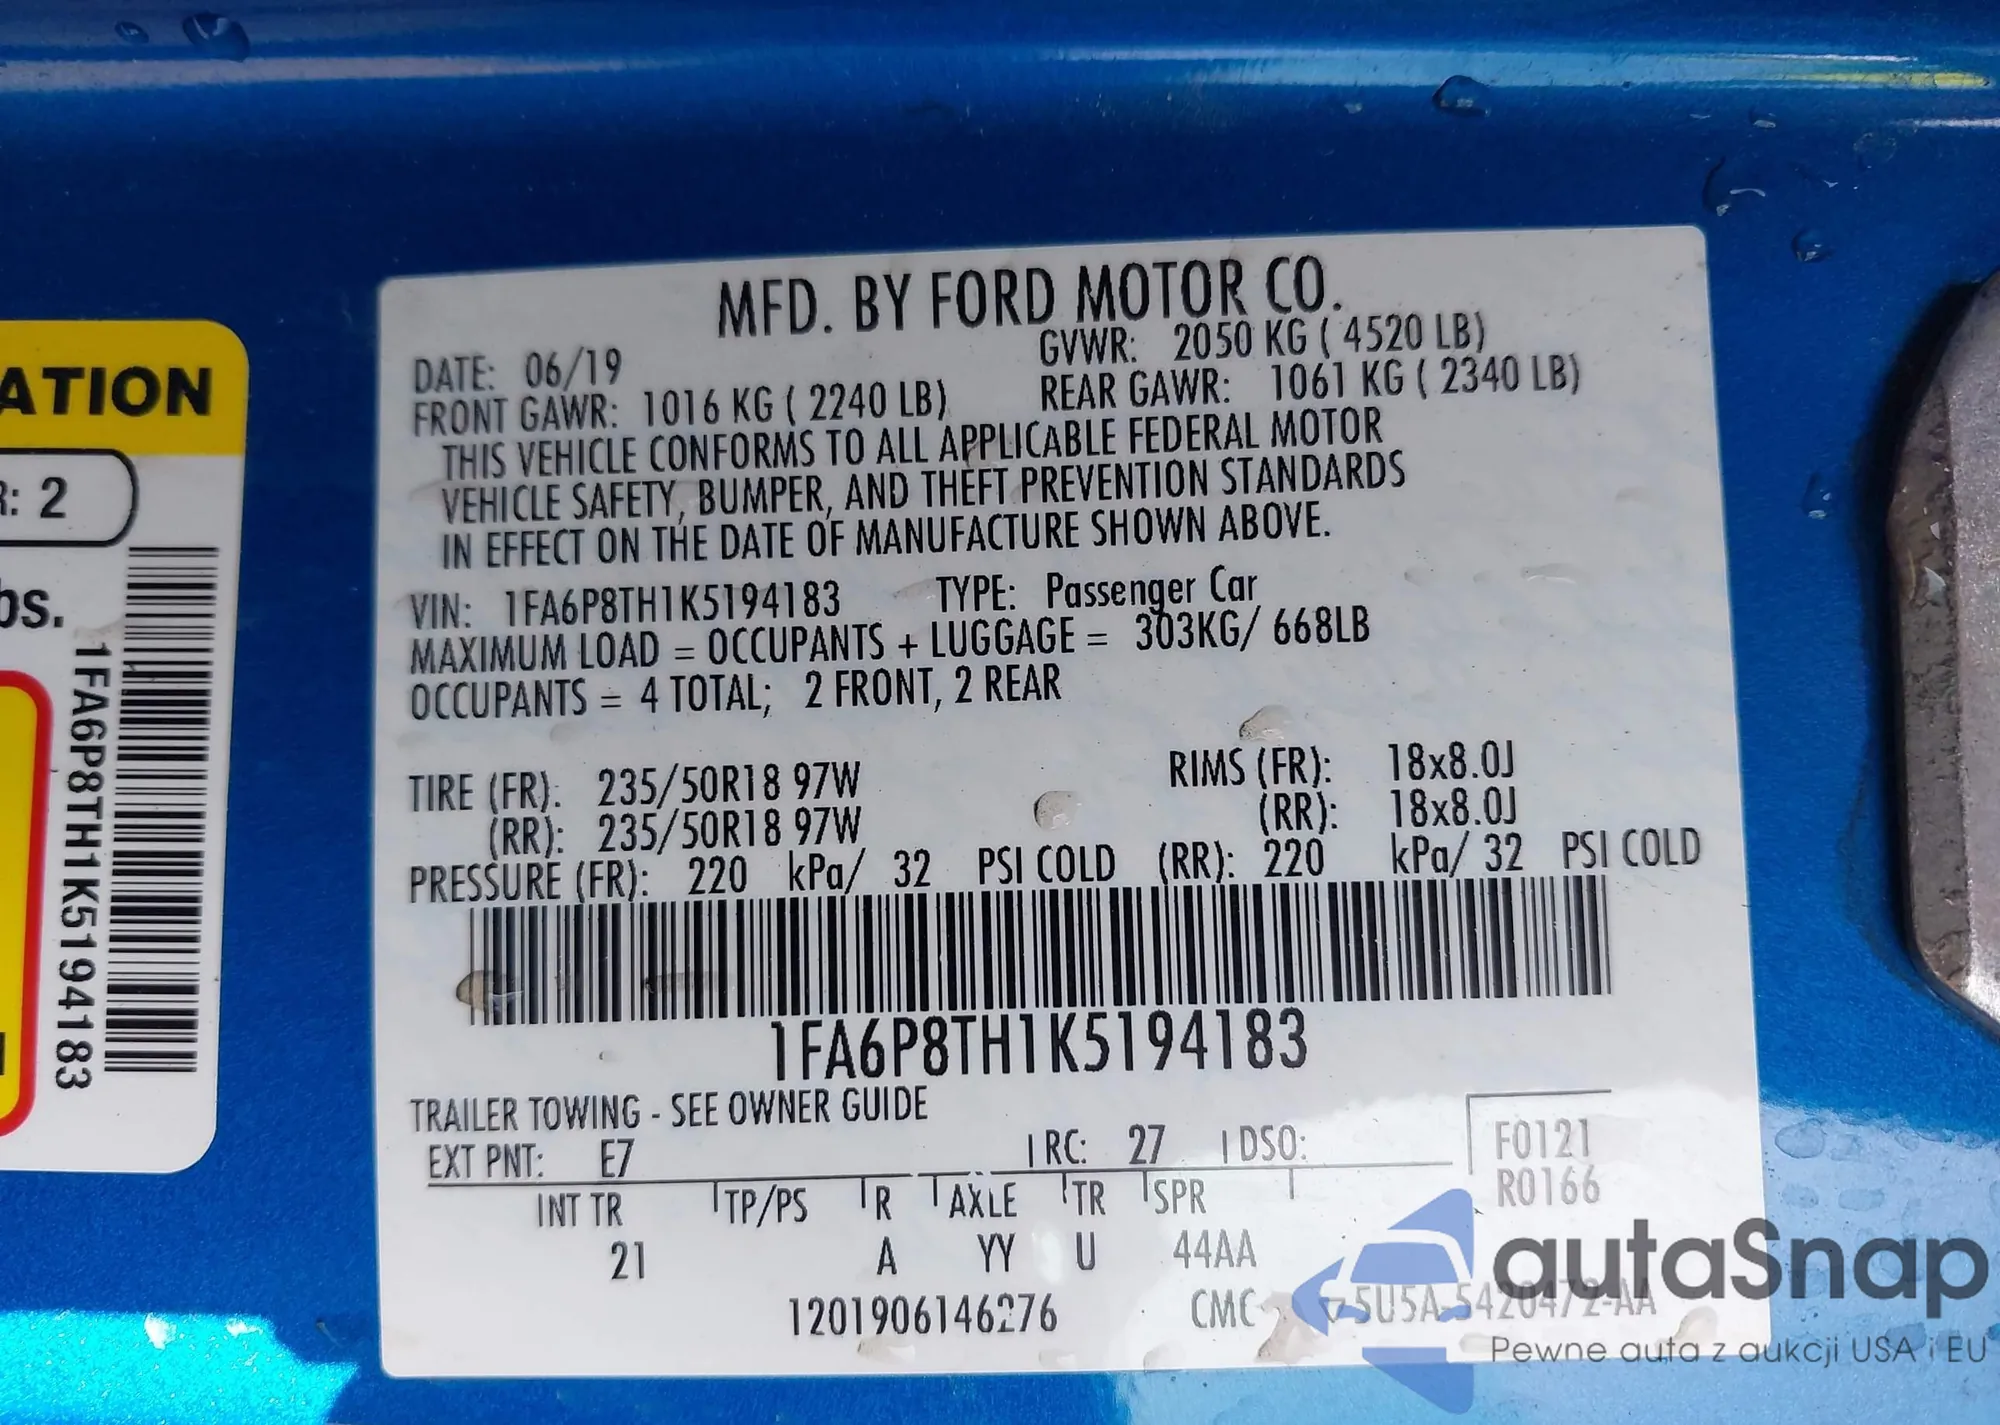 ATION
R: 2
bs.
1FA6P8TH1K5194183
MFD. BY FORD MOTOR CO.
DATE: 06/19
GVWR: 2050 KG ( 4520 LB)
FRONT GAWR: 1016 KG ( 2240 LB)
REAR GAWR: 1061 KG ( 2340 LB)
THIS VEHICLE CONFORMS TO ALL APPLICABLE FEDERAL MOTOR
VEHICLE SAFETY, BUMPER, AND THEFT PREVENTION STANDARDS
IN EFFECT ON THE DATE OF MANUFACTURE SHOWN ABOVE.
VIN: 1FA6P8TH1K5194183 TYPE: Passenger Car
MAXIMUM LOAD = OCCUPANTS + LUGGAGE = 303KG/ 668LB
OCCUPANTS = 4 TOTAL; 2 FRONT, 2 REAR
TIRE (FR): 235/50R18 97W RIMS (FR): 18x8.0J
(RR): 235/50R18 97W (RR): 18x8.0J
PRESSURE (FR): 220 kPa/ 32 PSI COLD (RR): 220 kPa/ 32 PSI COLD
1FA6P8TH1K5194183
TRAILER TOWING - SEE OWNER GUIDE
EXT PNT: E7 RC: 27 DSO: F0121
R0166
INT TR TP/PS R AXLE TR SPR
21 A YY U 44AA
1201906146276 CMC 5U5A-5420472-AA
autaSnap
Pewne auta z aukcji USA i EU